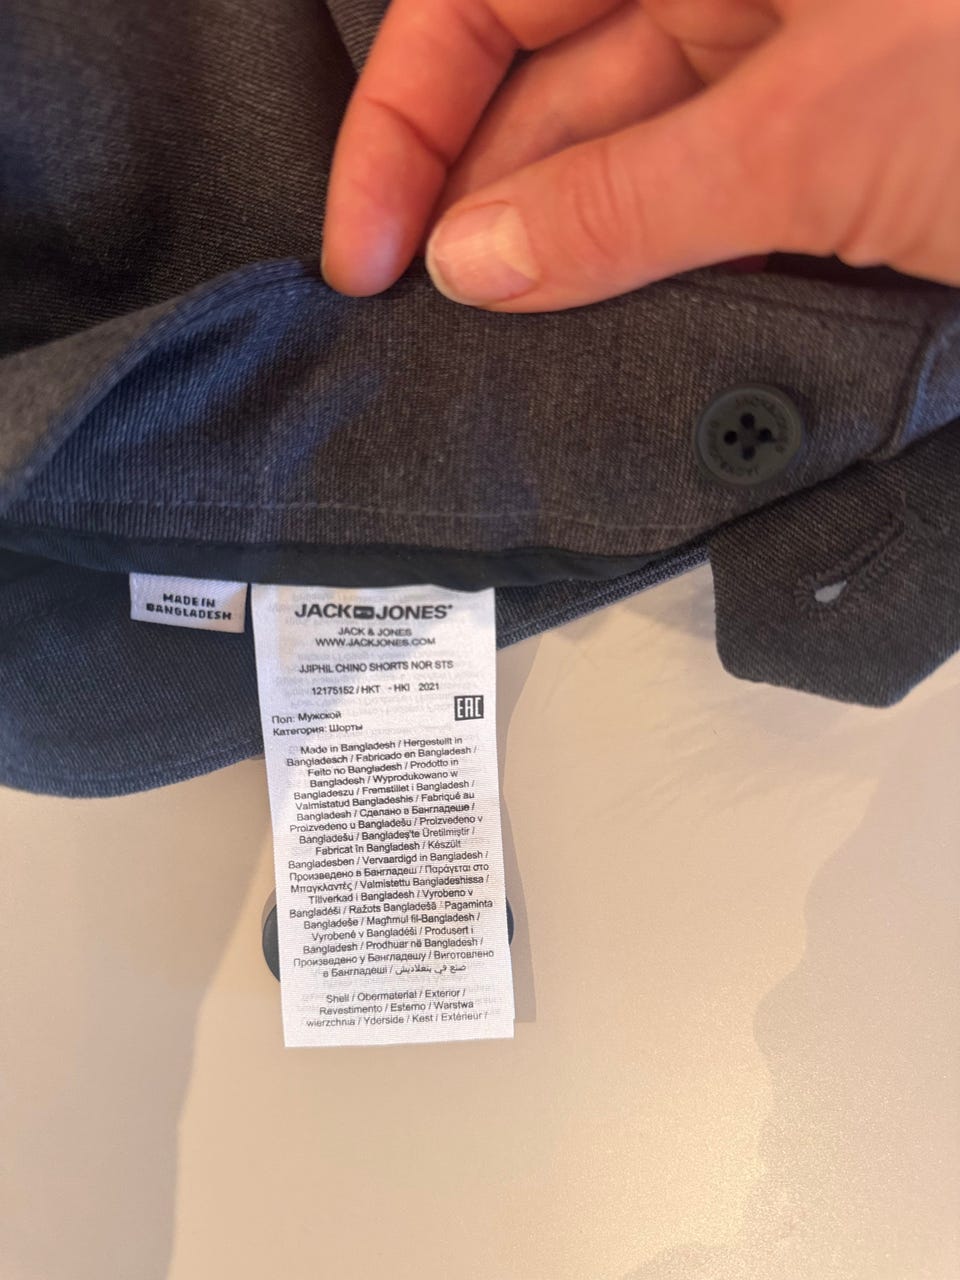 MADE IN
BANGLADESH
JACK JONES
JACK & JONES
WWW.JACKJONES.COM
JJIPHIL CHINO SHORTS NOR STS
12175152 / HKT - HKI 2021
EAC
Пол: Мужской
Категория: Шорты
Made in Bangladesh / Hergestellt in
Bangladesch / Fabricado en Bangladesh /
Feito no Bangladesh / Prodotto in
Bangladesh / Wyprodukowano w
Bangladeszu / Fremstillet i Bangladesh /
Valmistatud Bangladeshis / Fabriqué au
Bangladesh / Сделано в Бангладеше /
Proizvedeno u Bangladešu / Proizvedeno v
Bangladešu / Bangladeş'te Üretilmiştir /
Fabricat în Bangladesh / Készült
Bangladesben / Vervaardigd in Bangladesh /
Произведено в Бангладеш / Παράγεται στο
Μπαγκλαντές / Valmistettu Bangladeshissa /
Tillverkad i Bangladesh / Vyrobeno v
Bangladéši / Ražots Bangladešā / Pagaminta
Bangladeše / Magħmul fil-Bangladesh /
Vyrobené v Bangladéši / Produsert i
Bangladesh / Prodhuar në Bangladesh /
Произведено у Бангладешу / Виготовлено
в Бангладеші / صنع في بنغلاديش
Shell / Obermaterial / Exterior /
Revestimento / Esterno / Warstwa
wierzchnia / Yderside / Kest / Extérieur /